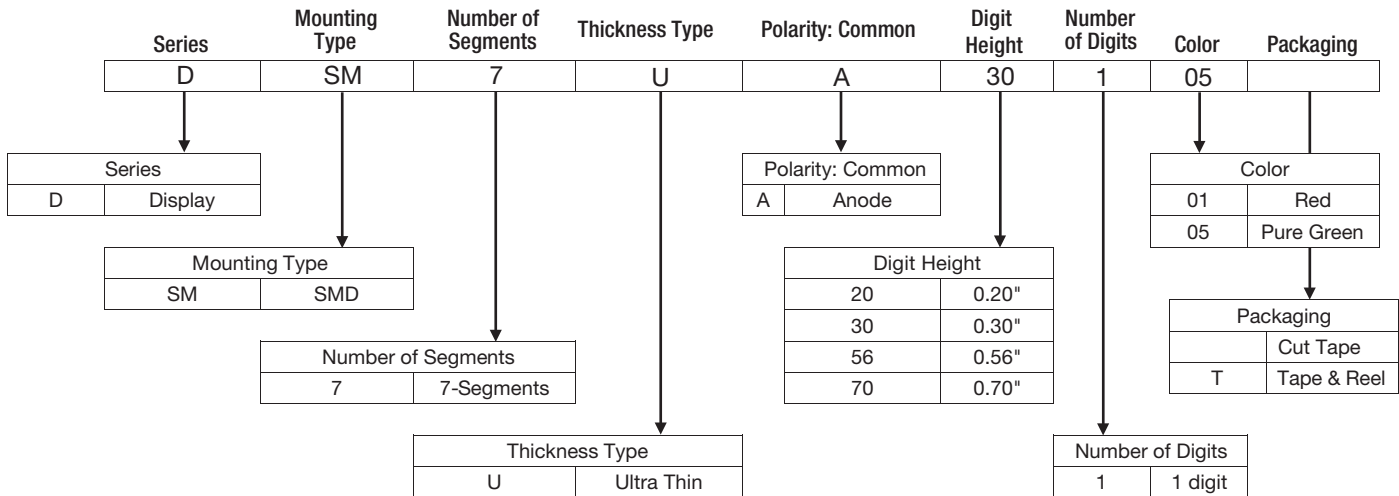 Series Mounting Type Number of Segments Thickness Type Polarity: Common Digit Height Number of Digits Color Packaging
D SM 7 U A 30 1 05
Series
D Display
Polarity: Common
A Anode
Color
01 Red
05 Pure Green
Mounting Type
SM SMD
Digit Height
20 0.20"
30 0.30"
56 0.56"
70 0.70"
Packaging
Cut Tape
T Tape & Reel
Number of Segments
7 7-Segments
Thickness Type
U Ultra Thin
Number of Digits
1 1 digit